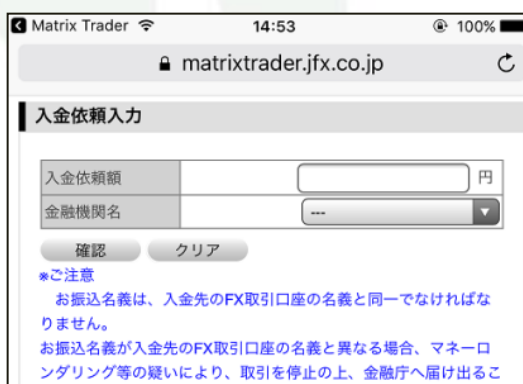 Matrix Trader 14:53 100%
matrixtrader.jfx.co.jp
入金依頼入力
入金依頼額 円
金融機関名 ---
確認 クリア
※ご注意
お振込名義は、入金先のFX取引口座の名義と同一でなければな
りません。
お振込名義が入金先のFX取引口座の名義と異なる場合、マネーロ
ンダリング等の疑いにより、取引を停止の上、金融庁へ届け出るこ